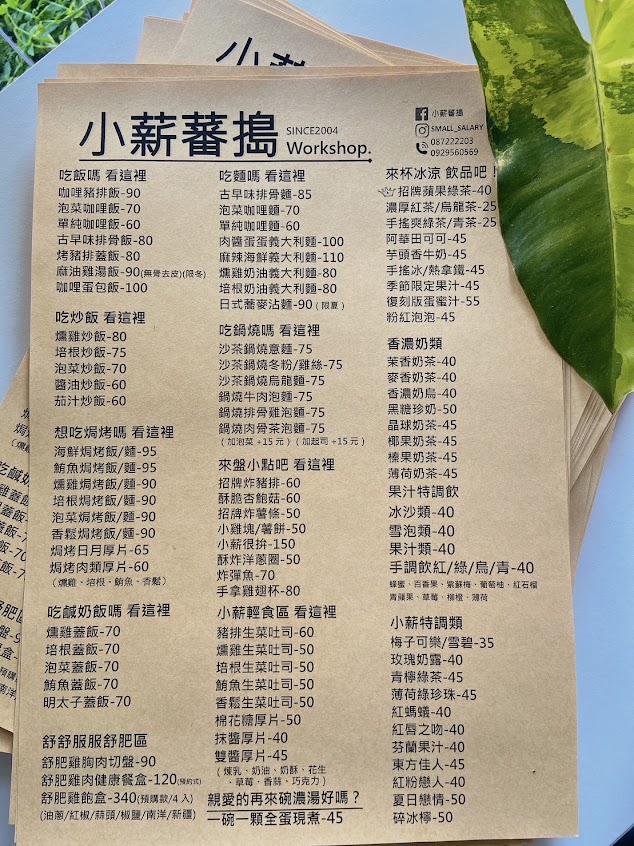 小薪蕃搗
SINCE2004
Workshop.
小薪蕃搗
SMALL_SALARY
087222203
0929560569
吃飯嗎 看這裡
咖哩豬排飯-90
泡菜咖哩飯-70
單純咖哩飯-60
古早味排骨飯-80
烤豬排蓋飯-80
麻油雞湯飯-90(無骨去皮)(限冬)
咖哩蛋包飯-100
吃炒飯 看這裡
燻雞炒飯-80
培根炒飯-75
泡菜炒飯-70
醬油炒飯-60
茄汁炒飯-60
想吃焗烤嗎 看這裡
海鮮焗烤飯/麵-95
鮪魚焗烤飯/麵-90
燻雞焗烤飯/麵-90
培根焗烤飯/麵-90
泡菜焗烤飯/麵-90
香鬆焗烤飯/麵-90
焗烤日月厚片-65
焗烤肉類厚片-60
（燻雞、培根、鮪魚、香鬆）
吃鹹奶飯嗎 看這裡
燻雞蓋飯-70
培根蓋飯-70
泡菜蓋飯-70
鮪魚蓋飯-70
明太子蓋飯-70
舒舒服服舒肥區
舒肥雞胸肉切盤-90
舒肥雞肉健康餐盒-120(預約式)
舒肥雞飽盒-340(預購款/4入)
(油蔥/紅椒/蒜頭/椒鹽/南洋/新疆)
吃麵嗎 看這裡
古早味排骨麵-85
泡菜咖哩麵-70
單純咖哩麵-60
肉醬蛋蛋義大利麵-100
麻辣海鮮義大利麵-110
燻雞奶油義大利麵-80
培根奶油義大利麵-80
日式蕎麥沾麵-90（限夏）
吃鍋燒嗎 看這裡
沙茶鍋燒意麵-75
沙茶鍋燒冬粉/雞絲-75
沙茶鍋燒烏龍麵-75
鍋燒牛肉泡麵-75
鍋燒排骨雞泡麵-75
鍋燒肉骨茶泡麵-75
（加泡菜 +15元）（加起司 +15元）
來盤小點吧 看這裡
招牌炸豬排-60
酥脆杏鮑菇-60
招牌炸薯條-50
小雞塊/薯餅-50
小薪很拚-150
酥炸洋蔥圈-50
炸彈魚-70
手拿雞翅杯-80
小薪輕食區 看這裡
豬排生菜吐司-60
燻雞生菜吐司-50
培根生菜吐司-50
鮪魚生菜吐司-50
香鬆生菜吐司-50
棉花糖厚片-50
抹醬厚片-40
雙醬厚片-45
（煉乳、奶油、奶酥、花生
、草莓、香蒜、巧克力）
親愛的再來碗濃湯好嗎？
一碗一顆全蛋現煮-45
來杯冰涼 飲品吧！
招牌蘋果綠茶-40
濃厚紅茶/烏龍茶-25
手搖爽綠茶/青茶-25
阿華田可可-45
芋頭香牛奶-45
手搖冰/熱拿鐵-45
季節限定果汁-45
復刻版蛋蜜汁-55
粉紅泡泡-45
香濃奶類
茉香奶茶-40
麥香奶茶-40
香濃奶烏-40
黑糖珍奶-50
晶球奶茶-45
椰果奶茶-45
榛果奶茶-45
薄荷奶茶-45
果汁特調飲
冰沙類-40
雪泡類-40
果汁類-40
手調飲紅/綠/烏/青-40
蜂蜜、百香果、紫蘇梅、葡萄柚、紅石榴
青蘋果、草莓、柳橙、薄荷
小薪特調類
梅子可樂/雪碧-35
玫瑰奶露-40
青檸綠茶-45
薄荷綠珍珠-45
紅螞蟻-40
紅唇之吻-40
芬蘭果汁-40
東方佳人-45
紅粉戀人-40
夏日戀情-50
碎冰檸-50